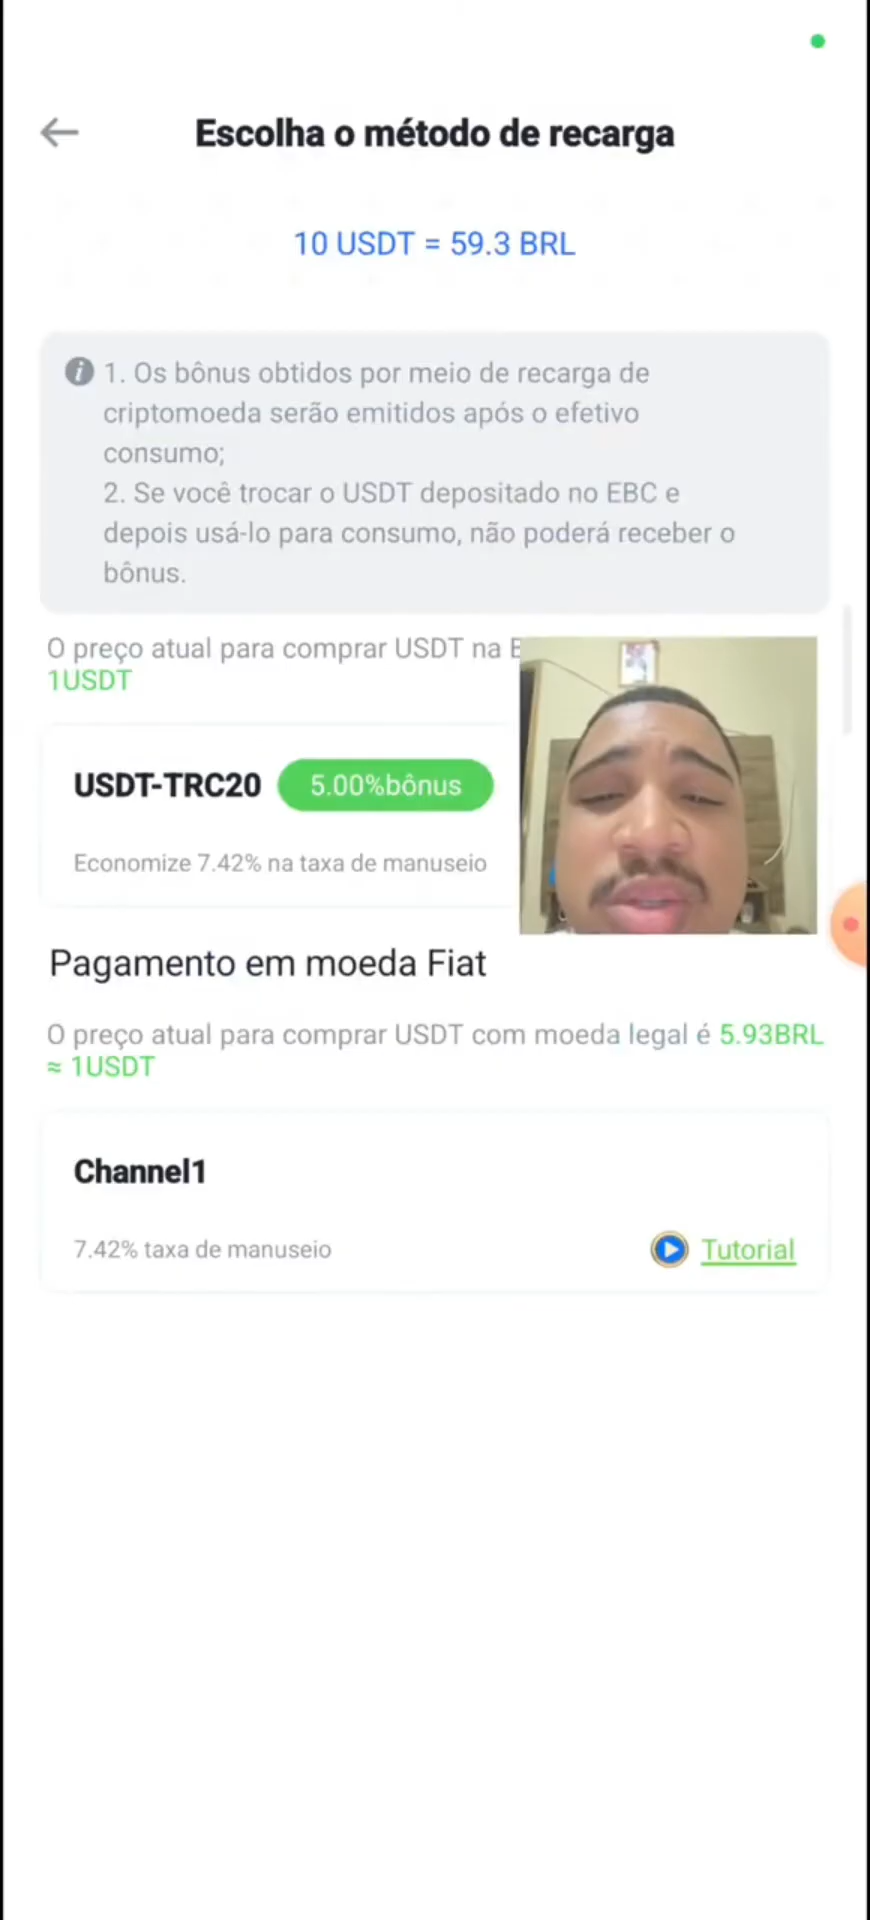 Escolha o método de recarga
10 USDT = 59.3 BRL
1. Os bônus obtidos por meio de recarga de
criptomoeda serão emitidos após o efetivo
consumo;
2. Se você trocar o USDT depositado no EBC e
depois usá-lo para consumo, não poderá receber o
bônus.
O preço atual para comprar USDT na
1USDT
USDT-TRC20 5.00%bônus
Economize 7.42% na taxa de manuseio
Pagamento em moeda Fiat
O preço atual para comprar USDT com moeda legal é 5.93BRL
≈ 1USDT
Channel1
7.42% taxa de manuseio Tutorial